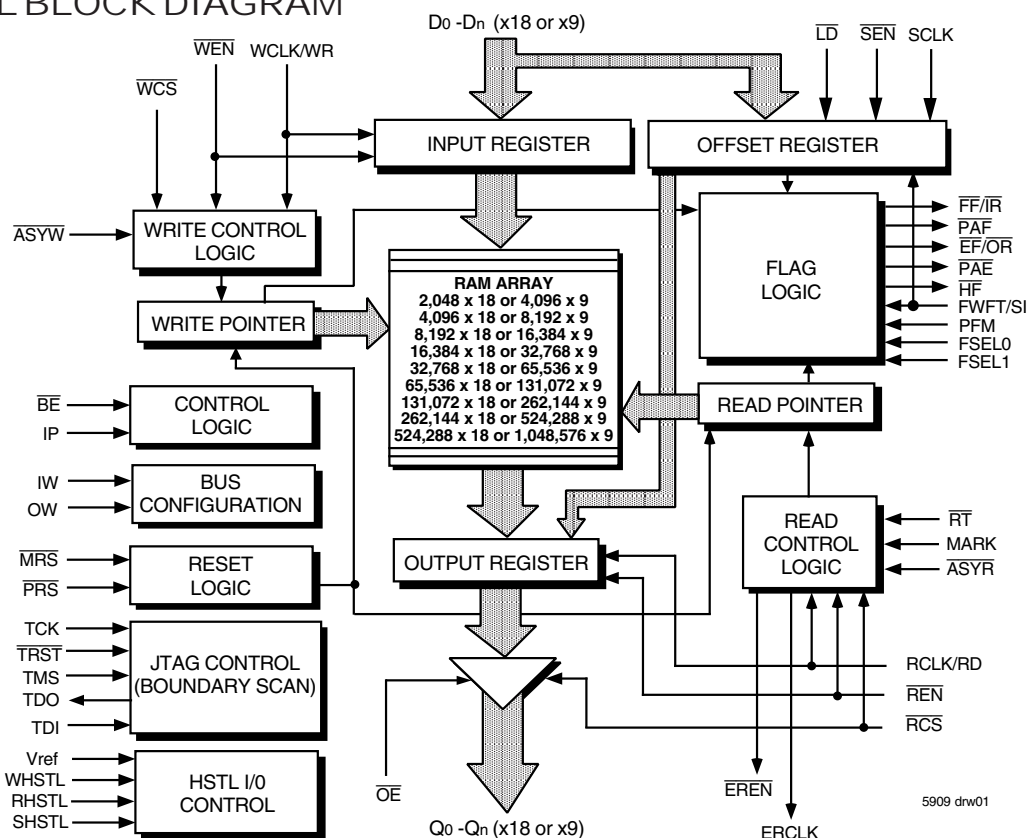 L BLOCK DIAGRAM
D0 -Dn (x18 or x9)
WEN
WCLK/WR
LD
SEN
SCLK
WCS
INPUT REGISTER
OFFSET REGISTER
ASYW
WRITE CONTROL
LOGIC
FLAG
LOGIC
FF/IR
PAF
EF/OR
PAE
HF
FWFT/SI
PFM
FSEL0
FSEL1
WRITE POINTER
RAM ARRAY
2,048 x 18 or 4,096 x 9
4,096 x 18 or 8,192 x 9
8,192 x 18 or 16,384 x 9
16,384 x 18 or 32,768 x 9
32,768 x 18 or 65,536 x 9
65,536 x 18 or 131,072 x 9
131,072 x 18 or 262,144 x 9
262,144 x 18 or 524,288 x 9
524,288 x 18 or 1,048,576 x 9
READ POINTER
BE
IP
CONTROL
LOGIC
IW
OW
BUS
CONFIGURATION
READ
CONTROL
LOGIC
RT
MARK
ASYR
MRS
PRS
RESET
LOGIC
OUTPUT REGISTER
TCK
TRST
TMS
TDO
TDI
JTAG CONTROL
(BOUNDARY SCAN)
RCLK/RD
REN
RCS
Vref
WHSTL
RHSTL
SHSTL
HSTL I/0
CONTROL
OE
EREN
5909 drw01
Q0 -Qn (x18 or x9)
ERCLK